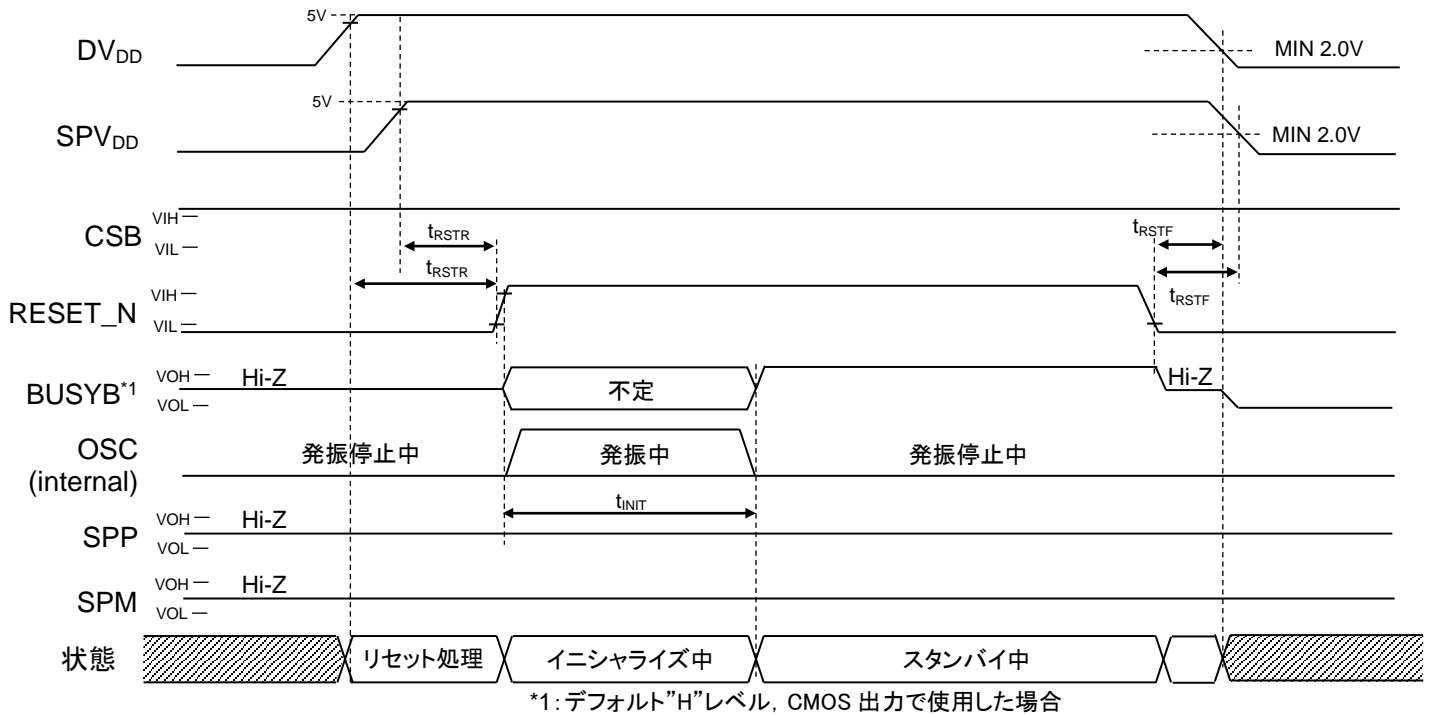 5V
DVDD
MIN 2.0V
5V
SPVDD
MIN 2.0V
VIH
CSB
VIL
tRSTR
tRSTF
tRSTR
tRSTF
VIH
RESET_N
VIL
VOH
Hi-Z
BUSYB*1
VOL
不定
Hi-Z
OSC
(internal)
発振停止中
発振中
発振停止中
tINIT
VOH
Hi-Z
SPP
VOL
VOH
Hi-Z
SPM
VOL
状態
リセット処理
イニシャライズ中
スタンバイ中
*1:デフォルト”H”レベル, CMOS 出力で使用した場合